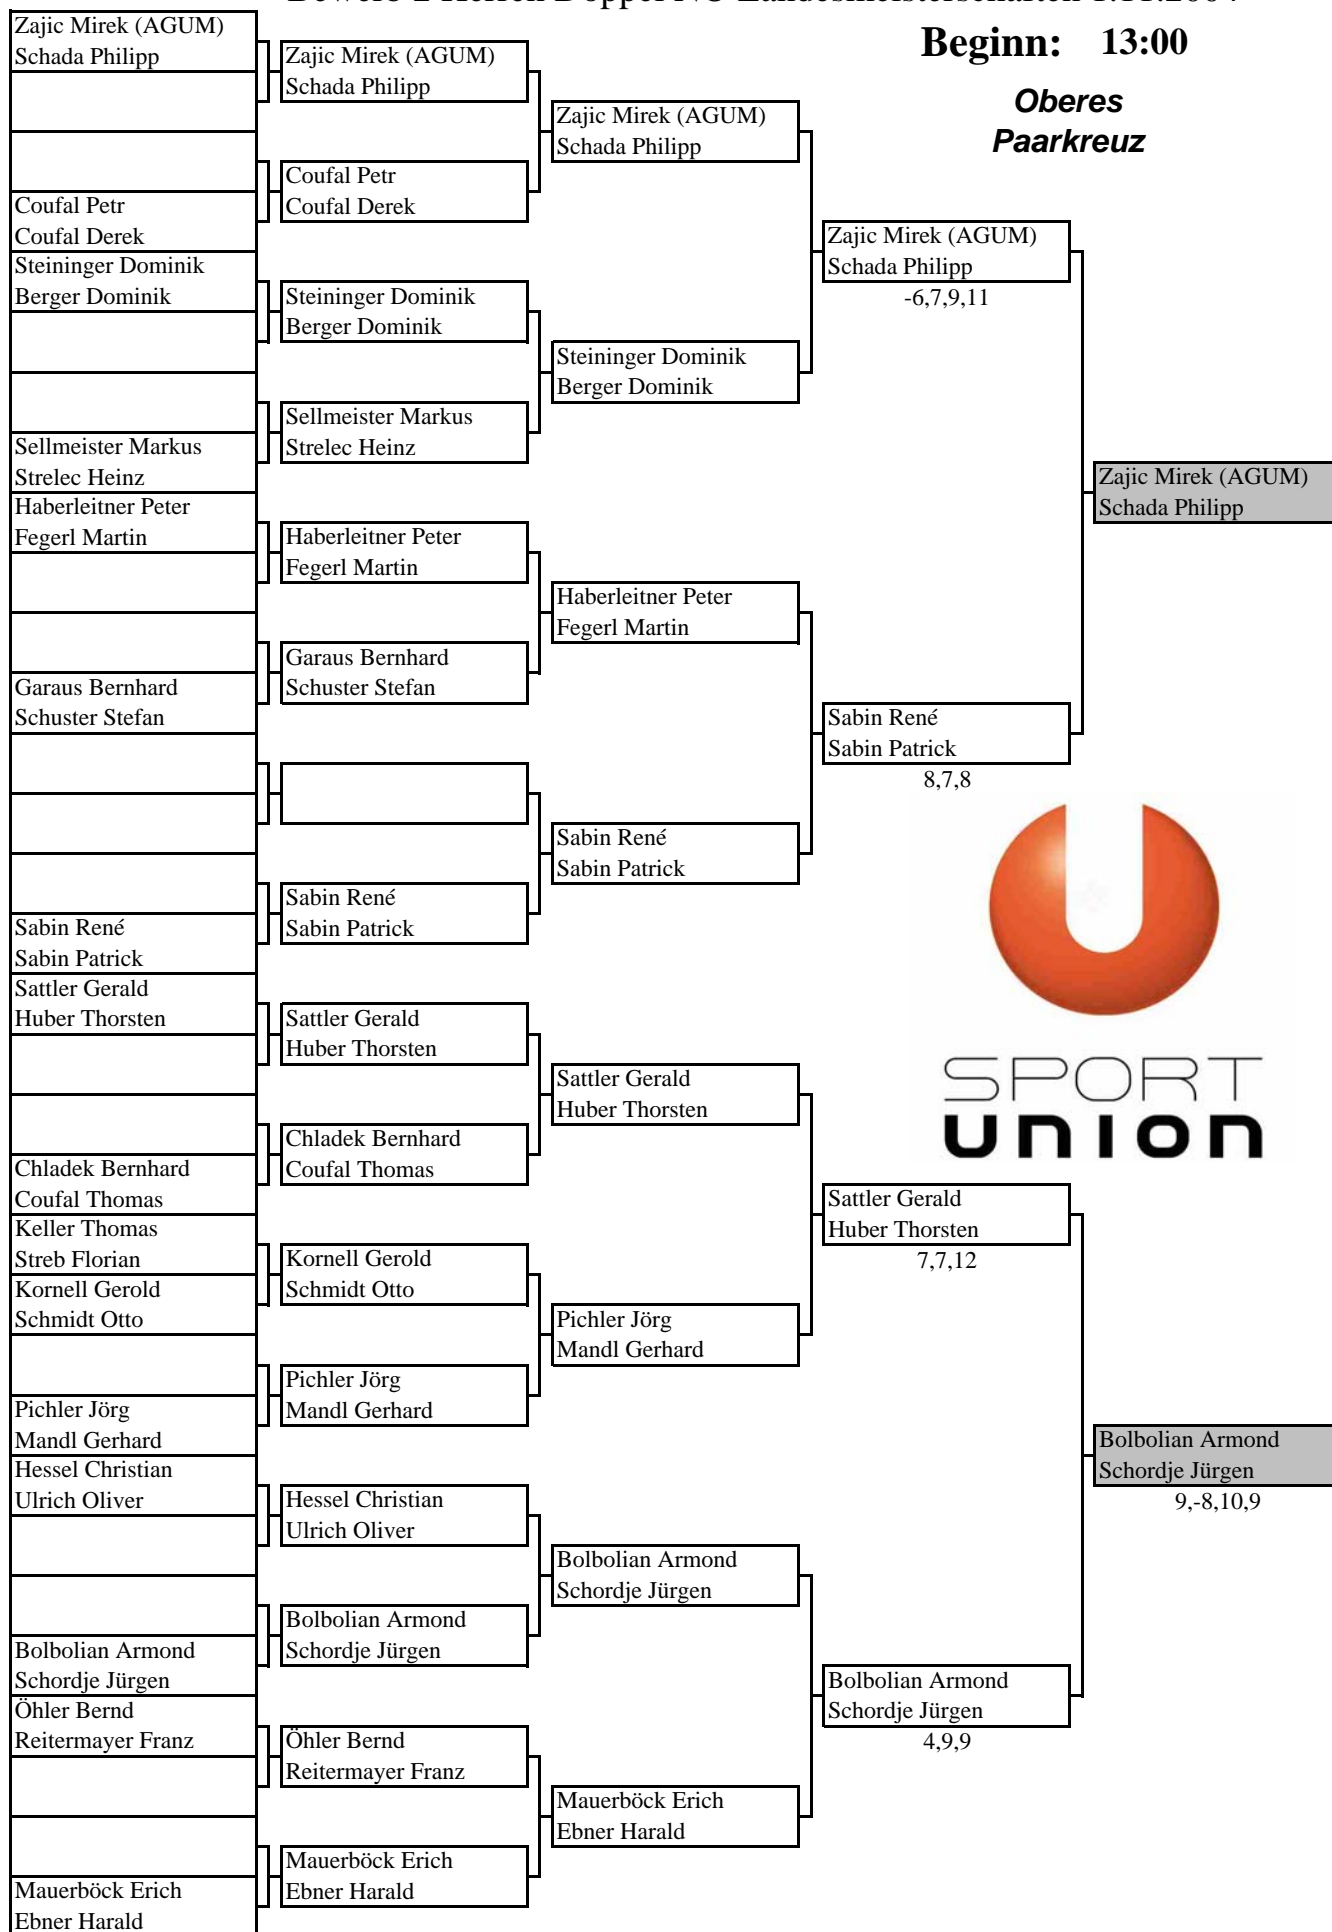 Bewerb 2 Herren Doppel NÖ Landesmeisterschaften
Beginn: 13:00
Oberes
Paarkreuz
Zajic Mirek (AGUM)
Schada Philipp
Coufal Petr
Coufal Derek
Steininger Dominik
Berger Dominik
Sellmeister Markus
Strelec Heinz
Haberleitner Peter
Fegerl Martin
Garaus Bernhard
Schuster Stefan
Sabin René
Sabin Patrick
Sattler Gerald
Huber Thorsten
Chladek Bernhard
Coufal Thomas
Keller Thomas
Streb Florian
Kornell Gerold
Schmidt Otto
Pichler Jörg
Mandl Gerhard
Hessel Christian
Ulrich Oliver
Bolbolian Armond
Schordje Jürgen
Öhler Bernd
Reitermayer Franz
Mauerböck Erich
Ebner Harald
Zajic Mirek (AGUM)
Schada Philipp
Coufal Petr
Coufal Derek
Steininger Dominik
Berger Dominik
Sellmeister Markus
Strelec Heinz
Haberleitner Peter
Fegerl Martin
Garaus Bernhard
Schuster Stefan
Sabin René
Sabin Patrick
Sattler Gerald
Huber Thorsten
Chladek Bernhard
Coufal Thomas
Kornell Gerold
Schmidt Otto
Pichler Jörg
Mandl Gerhard
Hessel Christian
Ulrich Oliver
Bolbolian Armond
Schordje Jürgen
Öhler Bernd
Reitermayer Franz
Mauerböck Erich
Ebner Harald
Zajic Mirek (AGUM)
Schada Philipp
Steininger Dominik
Berger Dominik
Haberleitner Peter
Fegerl Martin
Sabin René
Sabin Patrick
Sattler Gerald
Huber Thorsten
Pichler Jörg
Mandl Gerhard
Bolbolian Armond
Schordje Jürgen
Mauerböck Erich
Ebner Harald
Zajic Mirek (AGUM)
Schada Philipp
-6,7,9,11
Sabin René
Sabin Patrick
8,7,8
Sattler Gerald
Huber Thorsten
7,7,12
Bolbolian Armond
Schordje Jürgen
4,9,9
Zajic Mirek (AGUM)
Schada Philipp
Bolbolian Armond
Schordje Jürgen
9,-8,10,9
SPORT
UNION